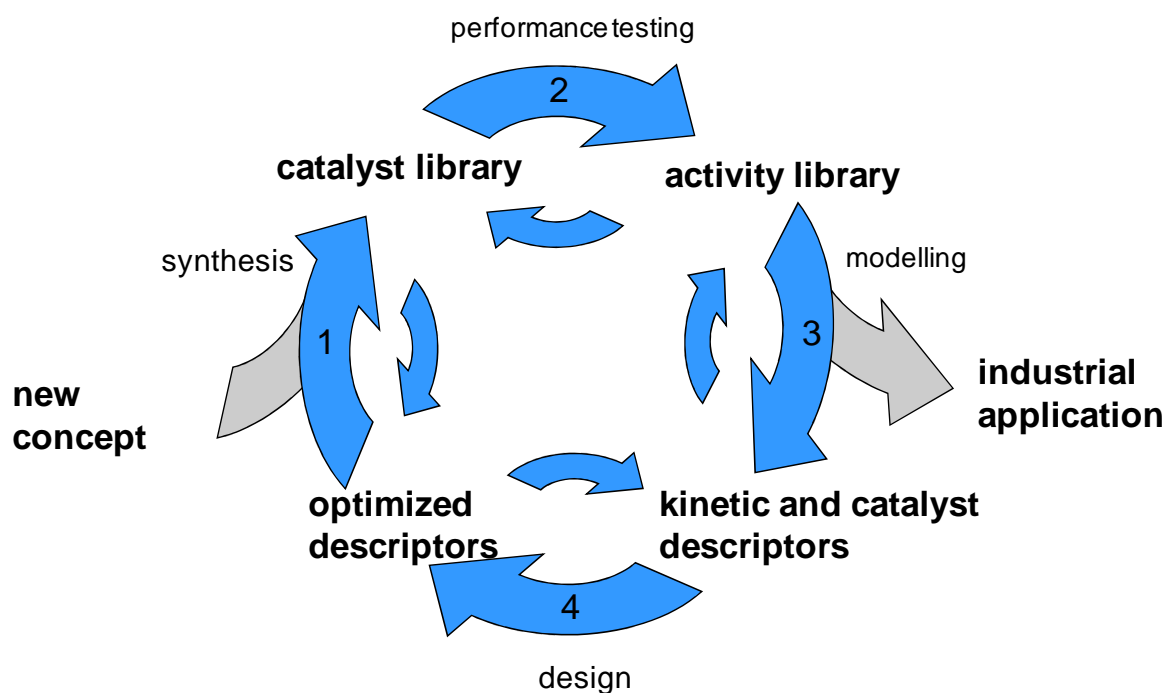 performance testing
2
catalyst library
activity library
synthesis
modelling
1
3
new
concept
industrial
application
optimized
descriptors
kinetic and catalyst
descriptors
4
design